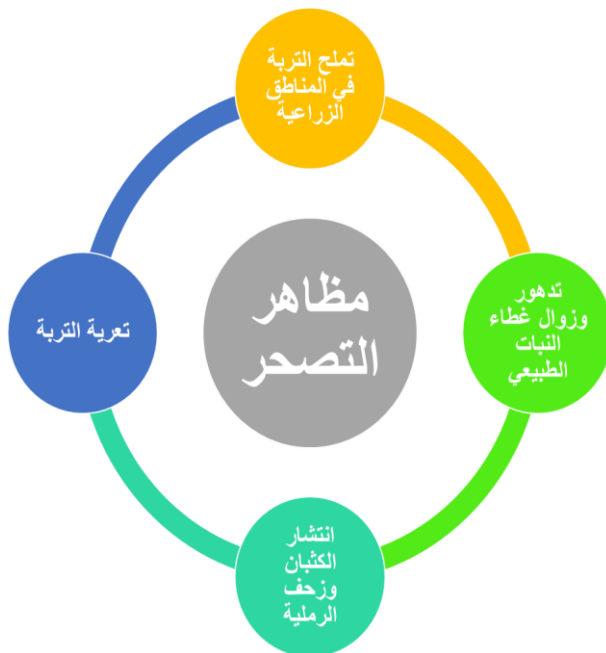 تملح التربة
في المناطق
الزراعية
مظاهر
التصحر
تدهور
وزوال غطاء
النبات
الطبيعي
انتشار
الكثبان
وزحف
الرملية
تعرية التربة